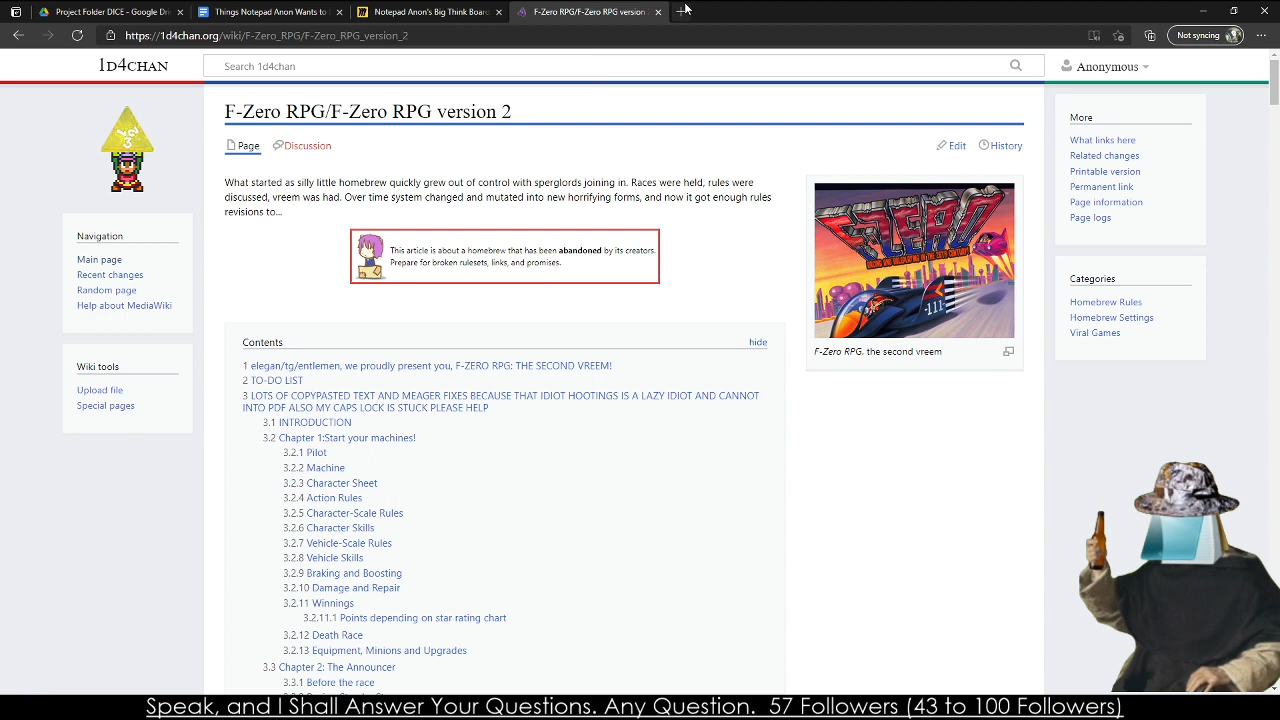 Project Folder DICE - Google Dri
Things Notepad Anon Wants to
Notepad Anon's Big Think Board
F-Zero RPG/F-Zero RPG version
https://1d4chan.org/wiki/F-Zero_RPG/F-Zero_RPG_version_2
Not syncing
1D4CHAN
Search 1d4chan
Anonymous
F-Zero RPG/F-Zero RPG version 2
Page
Discussion
Edit
History
What started as silly little homebrew quickly grew out of control with sperglords joining in. Races were held, rules were
discussed, vreem was had. Over time system changed and mutated into new horrifying forms, and now it got enough rules
revisions to...
This article is about a homebrew that has been abandoned by its creators.
Prepare for broken rulesets, links, and promises.
F-ZERO
RACING AND ROLEPLAYING IN THE 26TH CENTURY
F-Zero RPG, the second vreem
Contents
hide
1 elegan/tg/entlemen, we proudly present you, F-ZERO RPG: THE SECOND VREEM!
2 TO-DO LIST
3 LOTS OF COPYPASTED TEXT AND MEAGER FIXES BECAUSE THAT IDIOT HOOTINGS IS A LAZY IDIOT AND CANNOT
INTO PDF ALSO MY CAPS LOCK IS STUCK PLEASE HELP
3.1 INTRODUCTION
3.2 Chapter 1:Start your machines!
3.2.1 Pilot
3.2.2 Machine
3.2.3 Character Sheet
3.2.4 Action Rules
3.2.5 Character-Scale Rules
3.2.6 Character Skills
3.2.7 Vehicle-Scale Rules
3.2.8 Vehicle Skills
3.2.9 Braking and Boosting
3.2.10 Damage and Repair
3.2.11 Winnings
3.2.11.1 Points depending on star rating chart
3.2.12 Death Race
3.2.13 Equipment, Minions and Upgrades
3.3 Chapter 2: The Announcer
3.3.1 Before the race
Navigation
Main page
Recent changes
Random page
Help about MediaWiki
Wiki tools
Upload file
Special pages
More
What links here
Related changes
Printable version
Permanent link
Page information
Page logs
Categories
Homebrew Rules
Homebrew Settings
Viral Games
Speak, and I Shall Answer Your Questions. Any Question. 57 Followers (43 to 100 Followers)